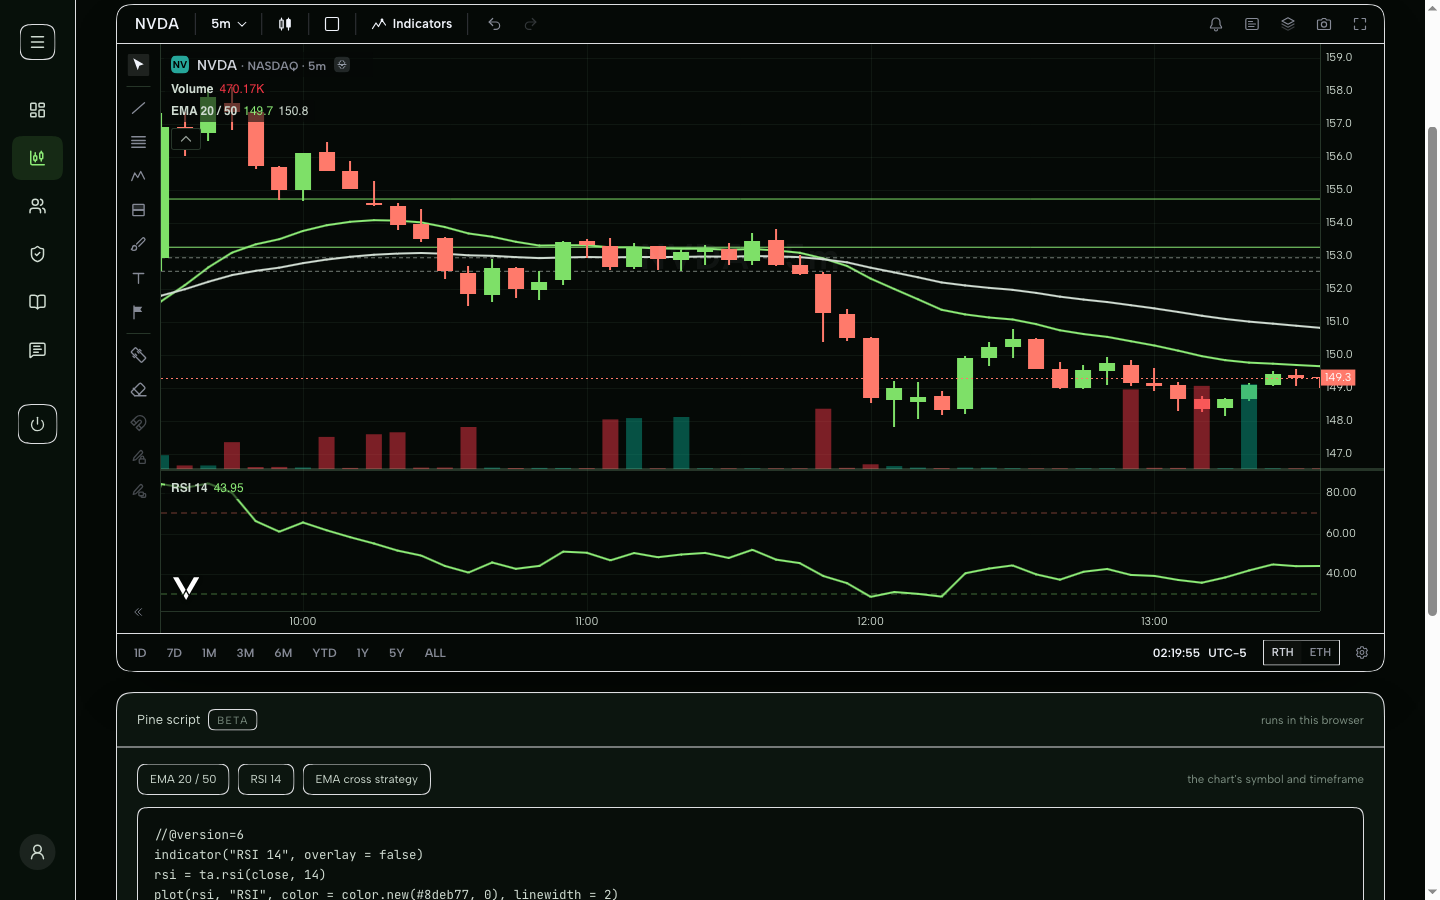 NVDA 5m Indicators
NV NVDA · NASDAQ · 5m
Volume 470.17K
EMA 20 / 50 149.7 150.8
159.0
158.0
157.0
156.0
155.0
154.0
153.0
152.0
151.0
150.0
149.3
149.0
148.0
147.0
RSI 14 43.95
80.00
60.00
40.00
10:00 11:00 12:00 13:00
1D 7D 1M 3M 6M YTD 1Y 5Y ALL 02:19:55 UTC-5 RTH ETH
Pine script BETA runs in this browser
EMA 20 / 50 RSI 14 EMA cross strategy the chart's symbol and timeframe
//@version=6
indicator("RSI 14", overlay = false)
rsi = ta.rsi(close, 14)
plot(rsi, "RSI", color = color.new(#8deb77, 0), linewidth = 2)